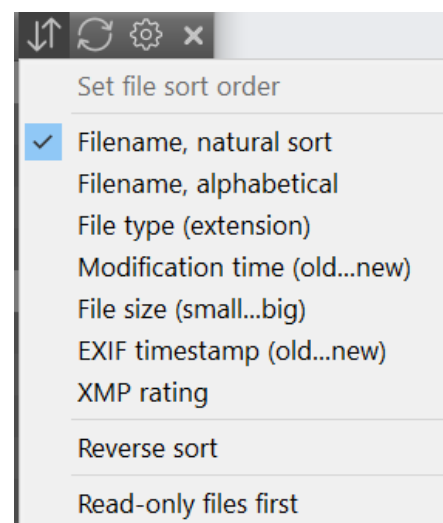 Set file sort order
Filename, natural sort
Filename, alphabetical
File type (extension)
Modification time (old...new)
File size (small...big)
EXIF timestamp (old...new)
XMP rating
Reverse sort
Read-only files first